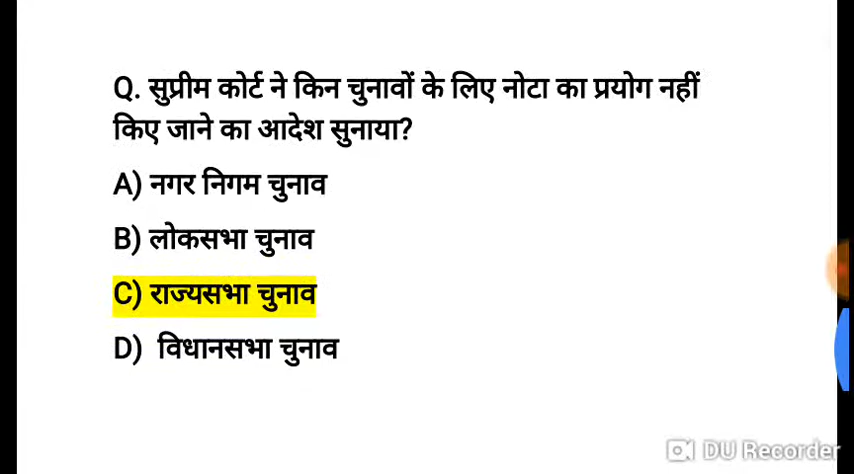 Q. सुप्रीम कोर्ट ने किन चुनावों के लिए नोटा का प्रयोग नहीं
किए जाने का आदेश सुनाया?
A) नगर निगम चुनाव
B) लोकसभा चुनाव
C) राज्यसभा चुनाव
D) विधानसभा चुनाव
DU Recorder